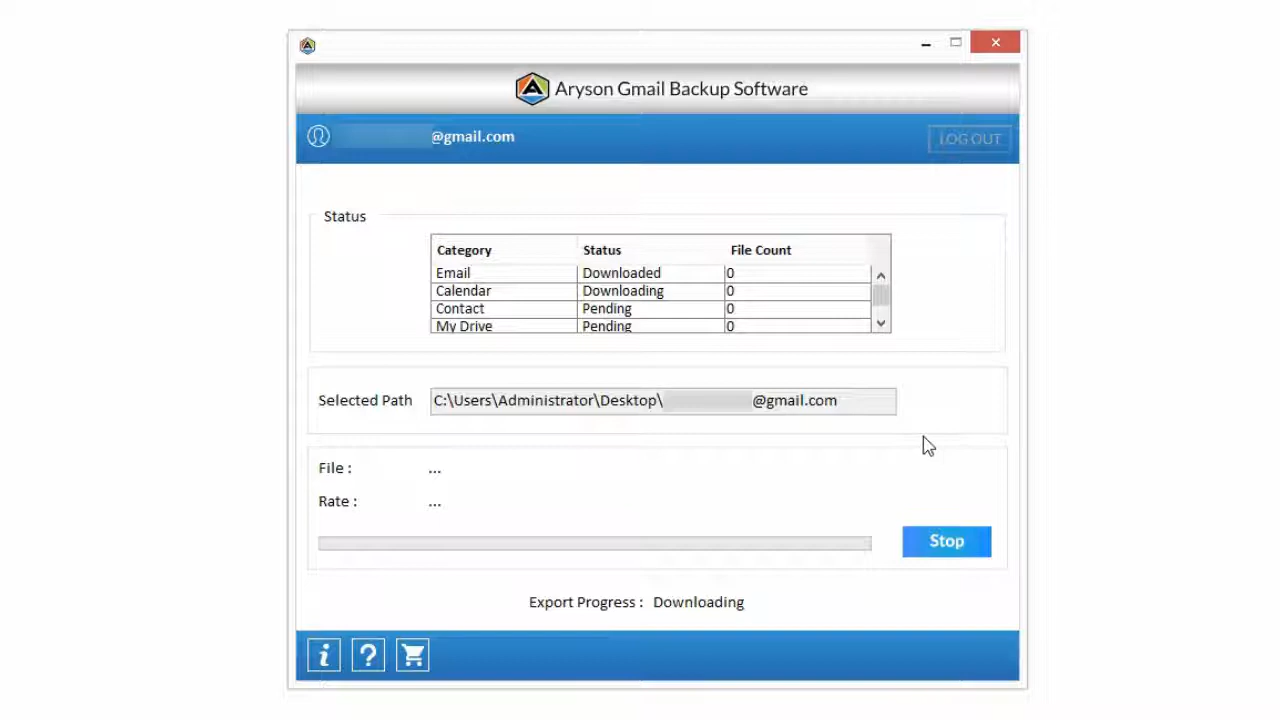 Aryson Gmail Backup Software
@gmail.com
LOG OUT
Status
Category Status File Count
Email Downloaded 0
Calendar Downloading 0
Contact Pending 0
My Drive Pending 0
Selected Path C:\Users\Administrator\Desktop\ @gmail.com
File : ...
Rate : ...
Stop
Export Progress : Downloading